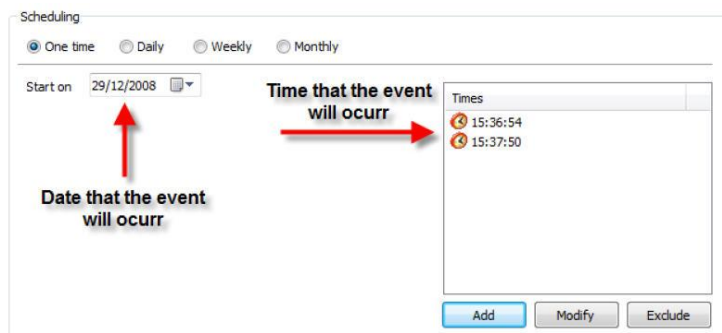 Scheduling
One time Daily Weekly Monthly
Start on 29/12/2008
Time that the event
will ocurr
Times
15:36:54
15:37:50
Date that the event
will ocurr
Add Modify Exclude